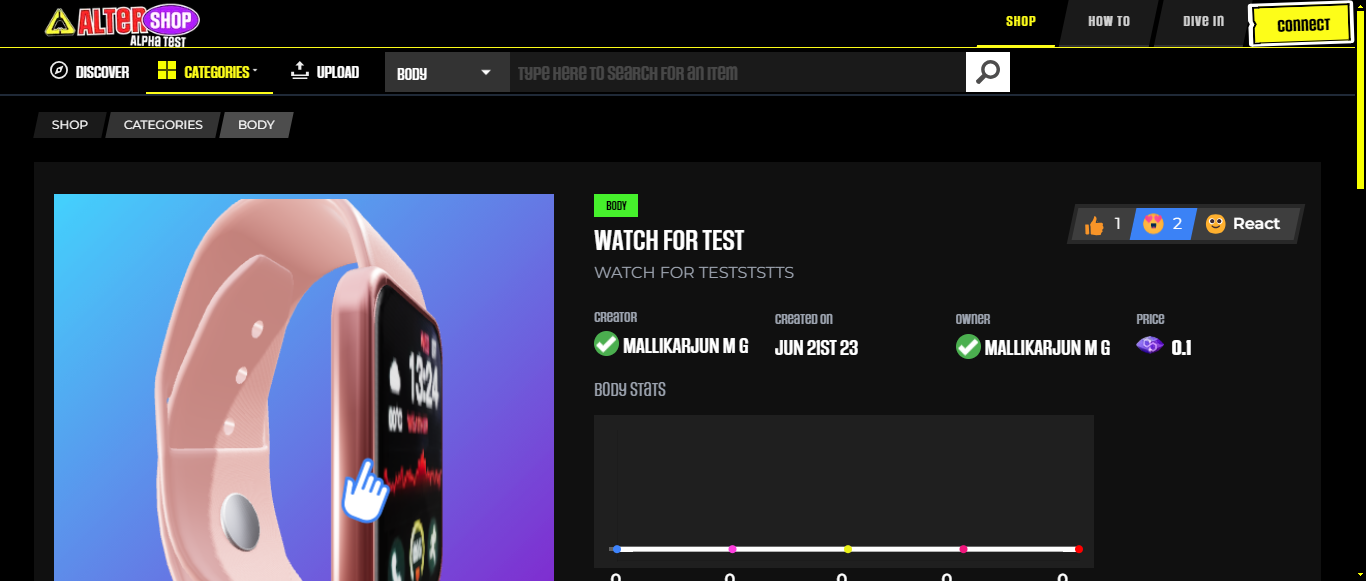 ALTER SHOP
ALPHA TEST
SHOP
HOW TO
DIVE IN
CONNECT
DISCOVER
CATEGORIES
UPLOAD
BODY
TYPE HERE TO SEARCH FOR AN ITEM
SHOP
CATEGORIES
BODY
BODY
1
2
React
WATCH FOR TEST
WATCH FOR TESTSTSTTS
CREATOR
MALLIKARJUN M G
CREATED ON
JUN 21ST 23
OWNER
MALLIKARJUN M G
PRICE
0.1
BODY STATS
13:24